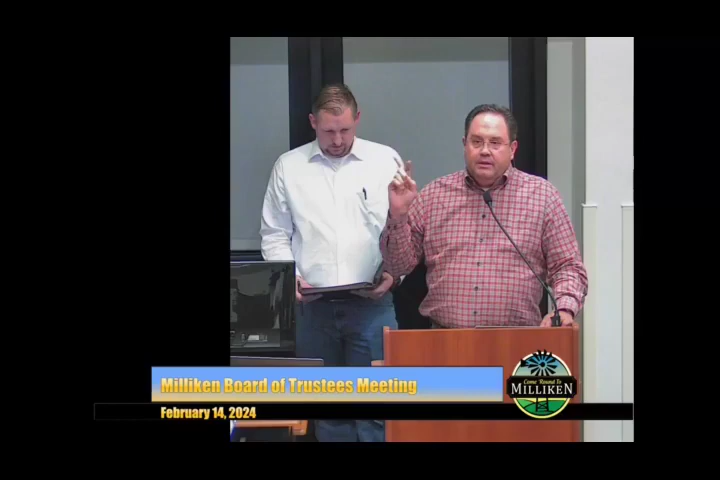 Milliken Board of Trustees Meeting
February 14, 2024
Come 'Round To
MILLIKEN